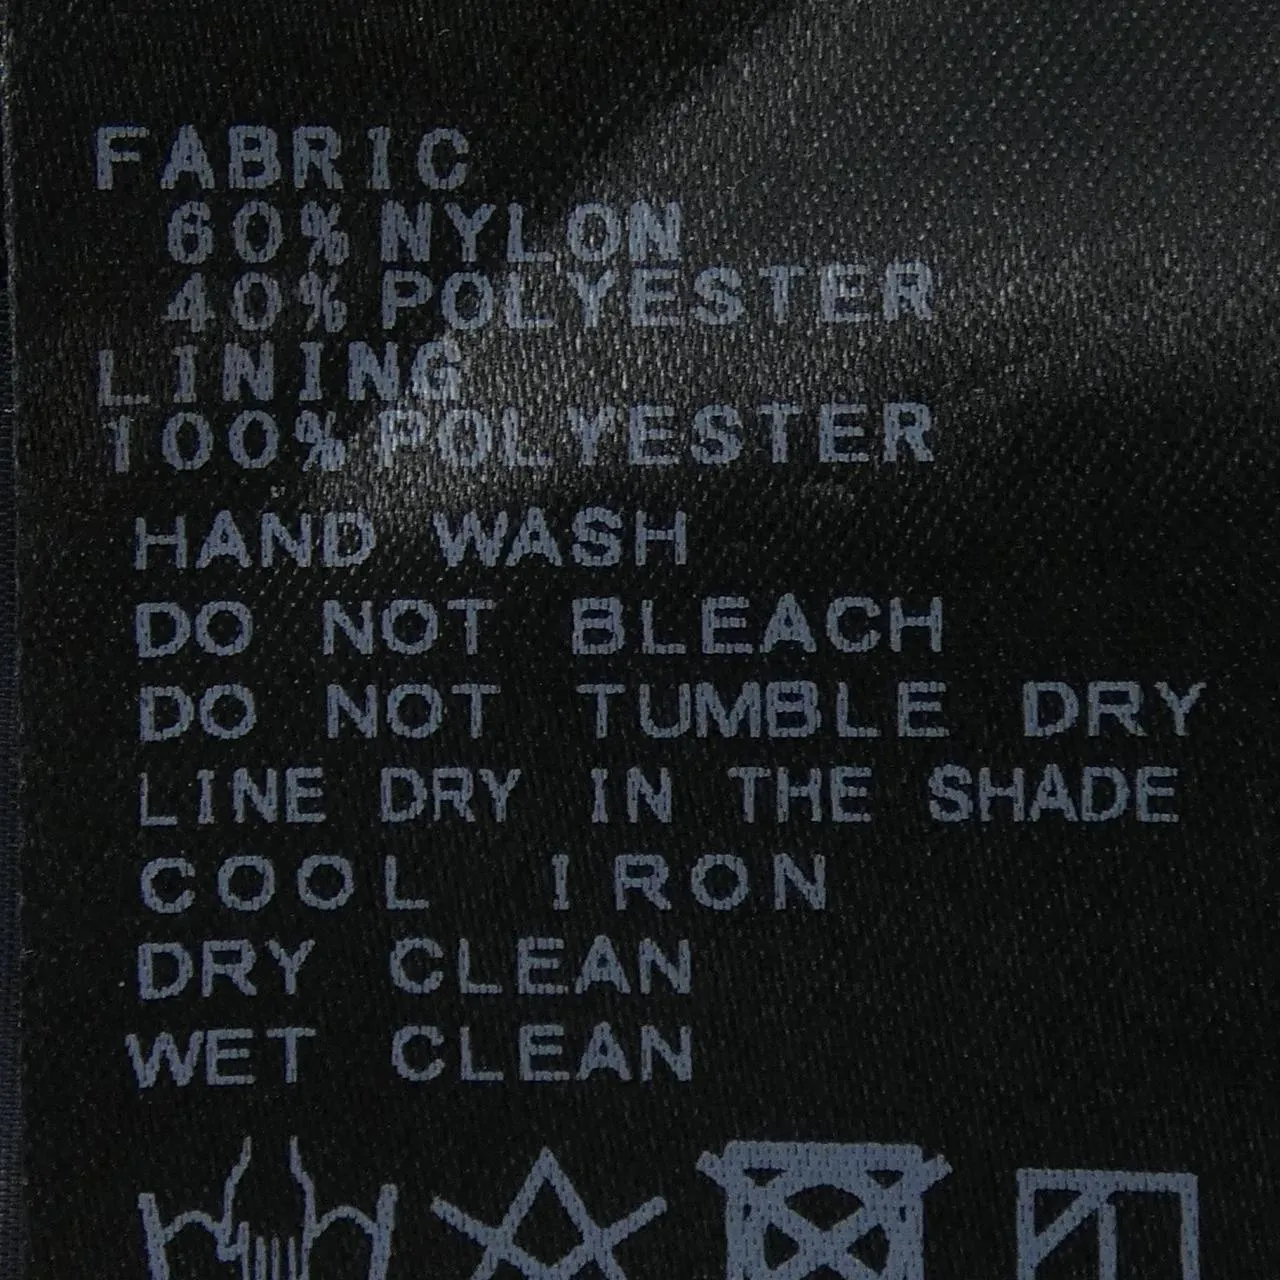 FABRIC
60% NYLON
40% POLYESTER
LINING
100% POLYESTER
HAND WASH
DO NOT BLEACH
DO NOT TUMBLE DRY
LINE DRY IN THE SHADE
COOL IRON
DRY CLEAN
WET CLEAN